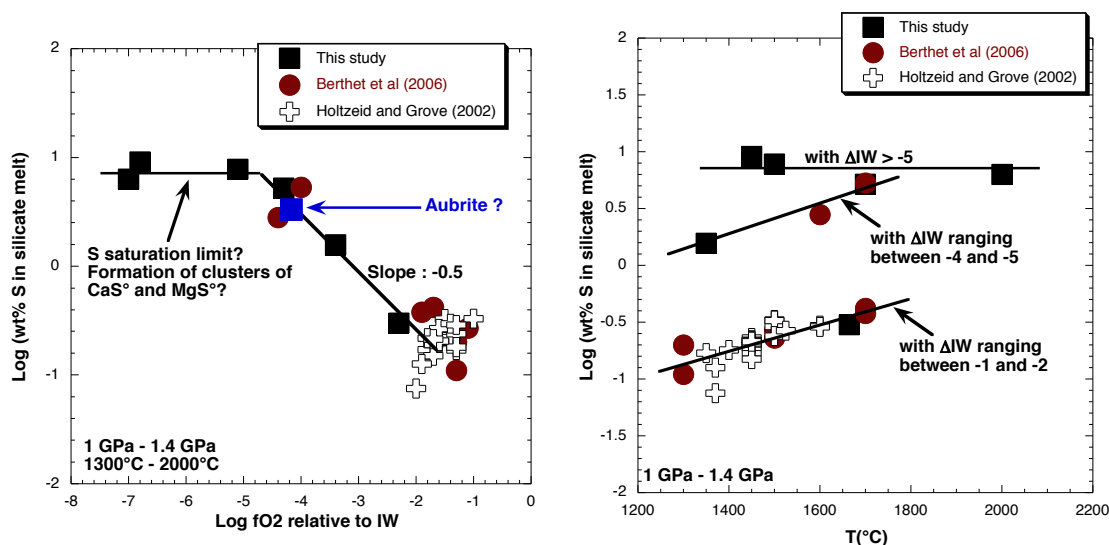 This study
Berthet et al (2006)
Holtzeid and Grove (2002)
2
1
0
-1
-2
Log (wt% S in silicate melt)
Aubrite ?
S saturation limit?
Formation of clusters of
CaS° and MgS°?
Slope : -0.5
1 GPa - 1.4 GPa
1300°C - 2000°C
-8 -7 -6 -5 -4 -3 -2 -1 0
Log fO2 relative to IW
This study
Berthet et al (2006)
Holtzeid and Grove (2002)
2
1.5
1
0.5
0
-0.5
-1
-1.5
-2
Log (wt% S in silicate melt)
with ΔIW > -5
with ΔIW ranging
between -4 and -5
with ΔIW ranging
between -1 and -2
1 GPa - 1.4 GPa
1200 1400 1600 1800 2000 2200
T(°C)